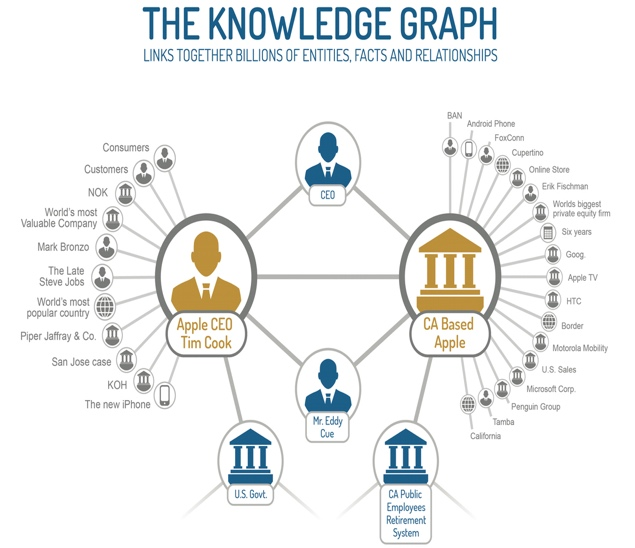 THE KNOWLEDGE GRAPH
LINKS TOGETHER BILLIONS OF ENTITIES, FACTS AND RELATIONSHIPS
Consumers
Customers
NOK
World's most
Valuable Company
Mark Bronzo
The Late
Steve Jobs
World's most
popular country
Piper Jaffray & Co.
San Jose case
KOH
The new iPhone
Apple CEO
Tim Cook
CEO
Mr. Eddy
Cue
U.S. Govt.
CA Public
Employees
Retirement
System
CA Based
Apple
BAN
Android Phone
FoxConn
Cupertino
Online Store
Erik Fischman
Worlds biggest
private equity firm
Six years
Goog.
Apple TV
HTC
Border
Motorola Mobility
U.S. Sales
Microsoft Corp.
Penguin Group
Tamba
California